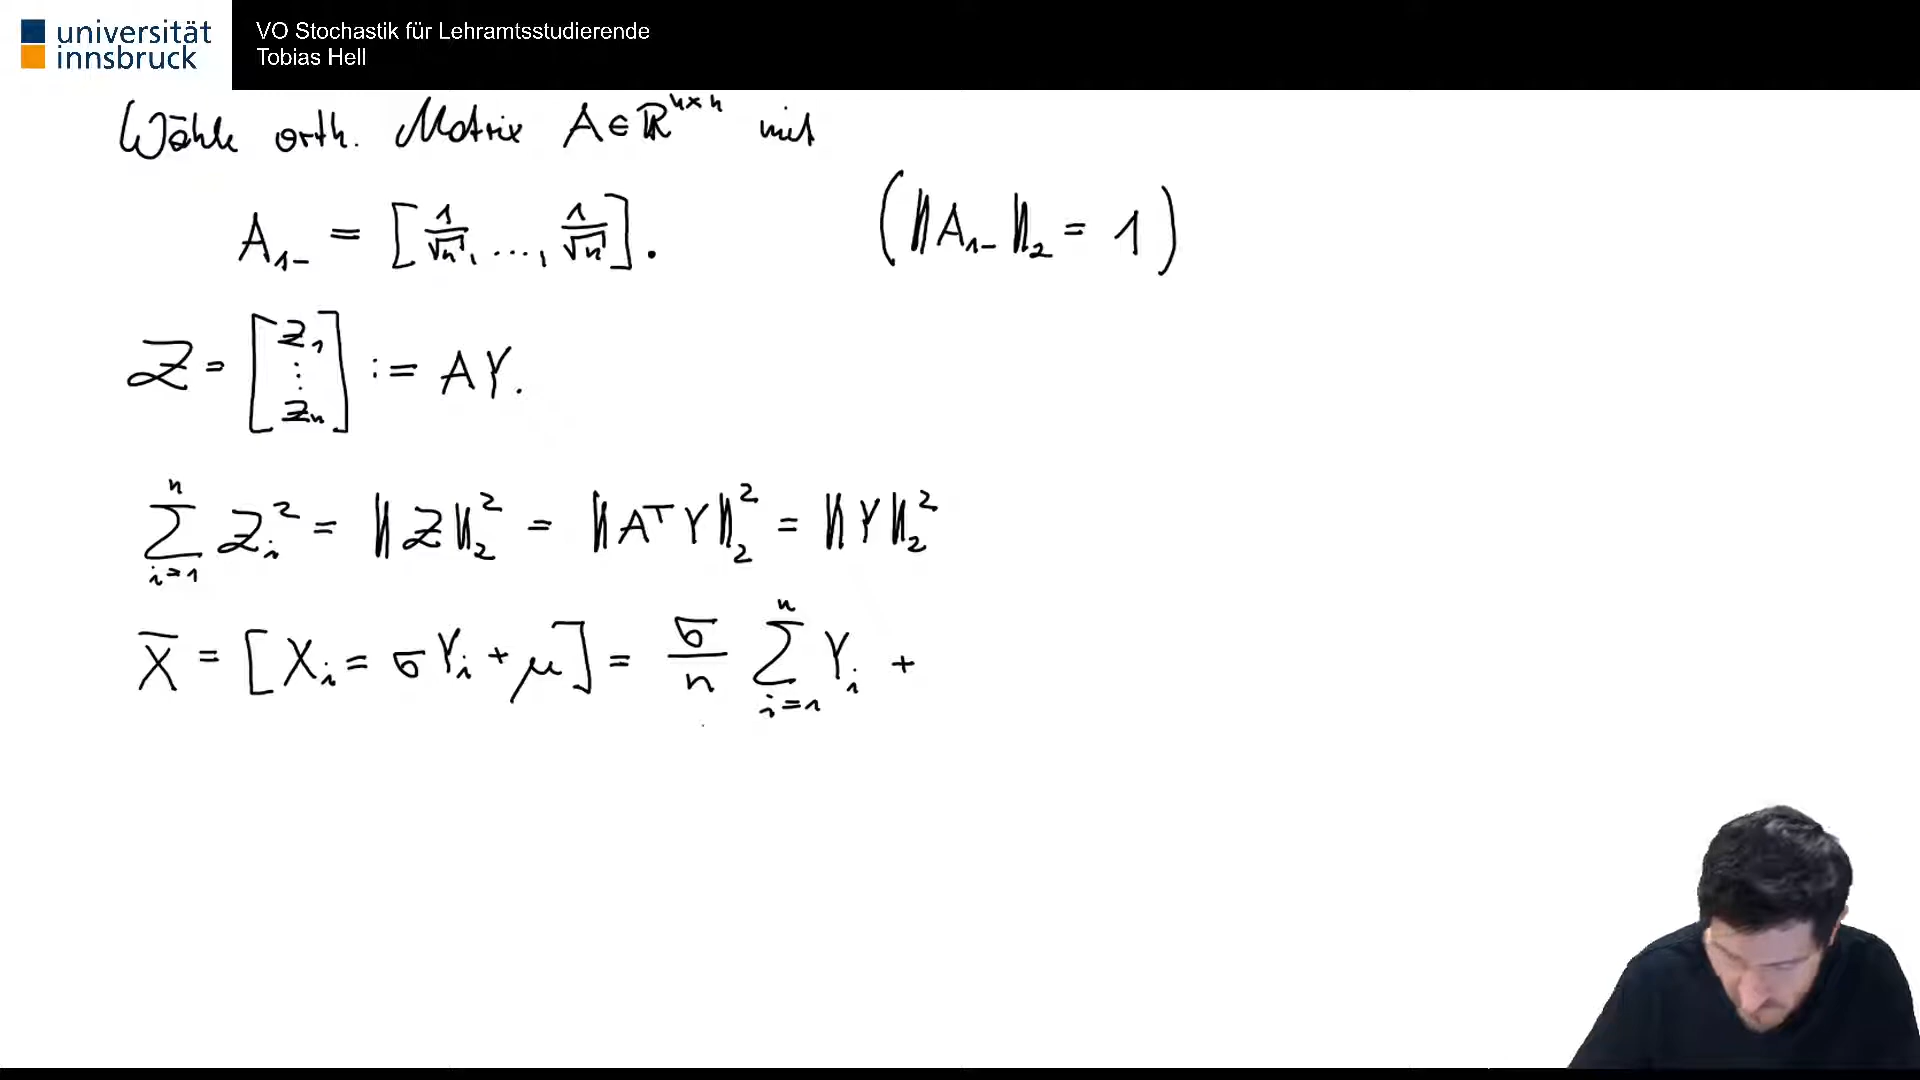 universität
innsbruck
VO Stochastik für Lehramtsstudierende
Tobias Hell
Wähle orth. Matrix A ∈ ℝ^{n×n} mit
A_{1-} = [1/√n, ..., 1/√n]. (‖A_{1-}‖_2 = 1)
Z = [Z_1 ⋮ Z_n] := AY.
∑_{i=1}^{n} Z_i^2 = ‖Z‖_2^2 = ‖A^T Y‖_2^2 = ‖Y‖_2^2
X̄ = [X_i = σY_i + μ] = σ/n ∑_{i=1}^{n} Y_i +